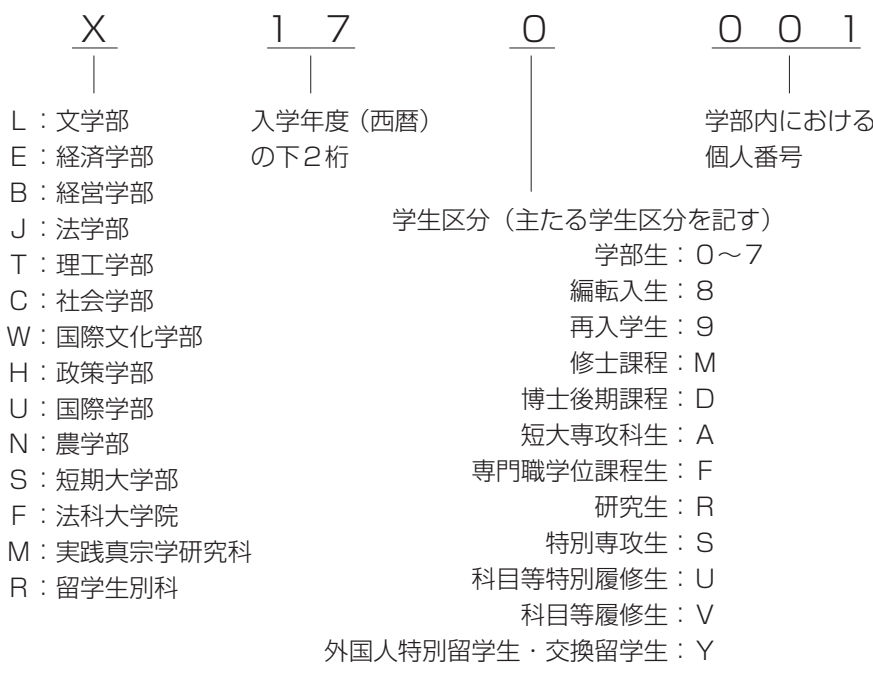 X 17 0 001
L：文学部
E：経済学部
B：経営学部
J：法学部
T：理工学部
C：社会学部
W：国際文化学部
H：政策学部
U：国際学部
N：農学部
S：短期大学部
F：法科大学院
M：実践真宗学研究科
R：留学生別科
入学年度（西暦）
の下２桁
学生区分（主たる学生区分を記す）
学部生：０～７
編転入生：８
再入学生：９
修士課程：M
博士後期課程：D
短大専攻科生：A
専門職学位課程生：F
研究生：R
特別専攻生：S
科目等特別履修生：U
科目等履修生：V
外国人特別留学生・交換留学生：Y
学部内における
個人番号